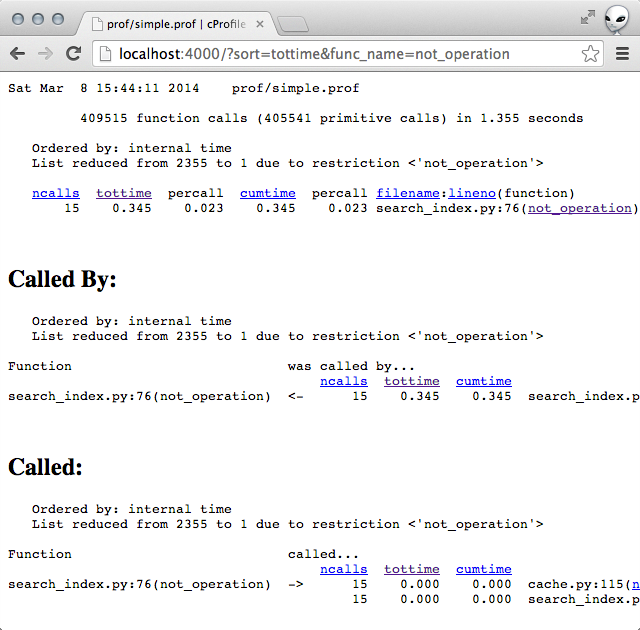 prof/simple.prof | cProfile
localhost:4000/?sort=tottime&func_name=not_operation
Sat Mar  8 15:44:11 2014    prof/simple.prof
409515 function calls (405541 primitive calls) in 1.355 seconds
Ordered by: internal time
List reduced from 2355 to 1 due to restriction <'not_operation'>
ncalls  tottime  percall  cumtime  percall filename:lineno(function)
15    0.345    0.023    0.345    0.023 search_index.py:76(not_operation)
Called By:
Ordered by: internal time
List reduced from 2355 to 1 due to restriction <'not_operation'>
Function                           was called by...
ncalls  tottime  cumtime
search_index.py:76(not_operation)  <-      15    0.345    0.345  search_index.p
Called:
Ordered by: internal time
List reduced from 2355 to 1 due to restriction <'not_operation'>
Function                           called...
ncalls  tottime  cumtime
search_index.py:76(not_operation)  ->      15    0.000    0.000  cache.py:115(n
15    0.000    0.000  search_index.p